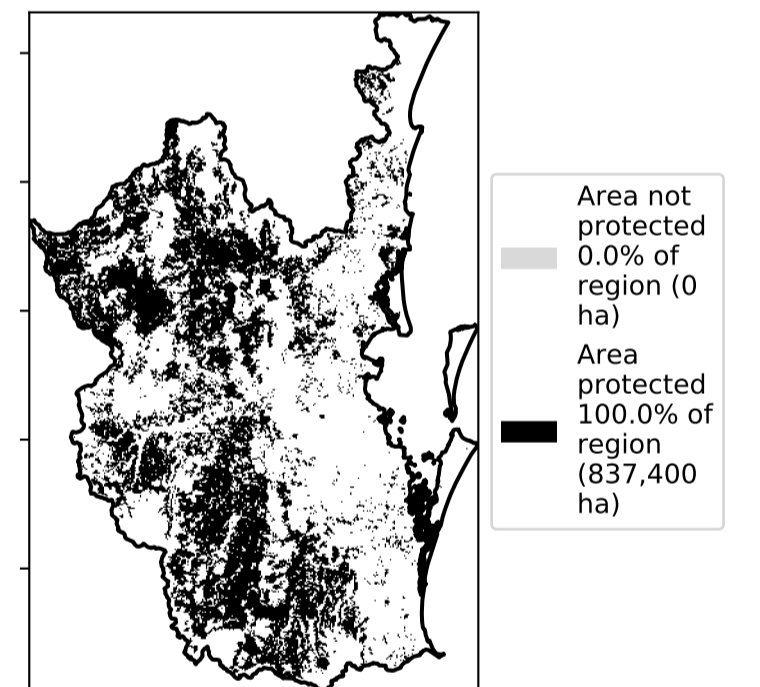 Area not
protected
0.0% of
region (0
ha)
Area
protected
100.0% of
region
(837,400
ha)